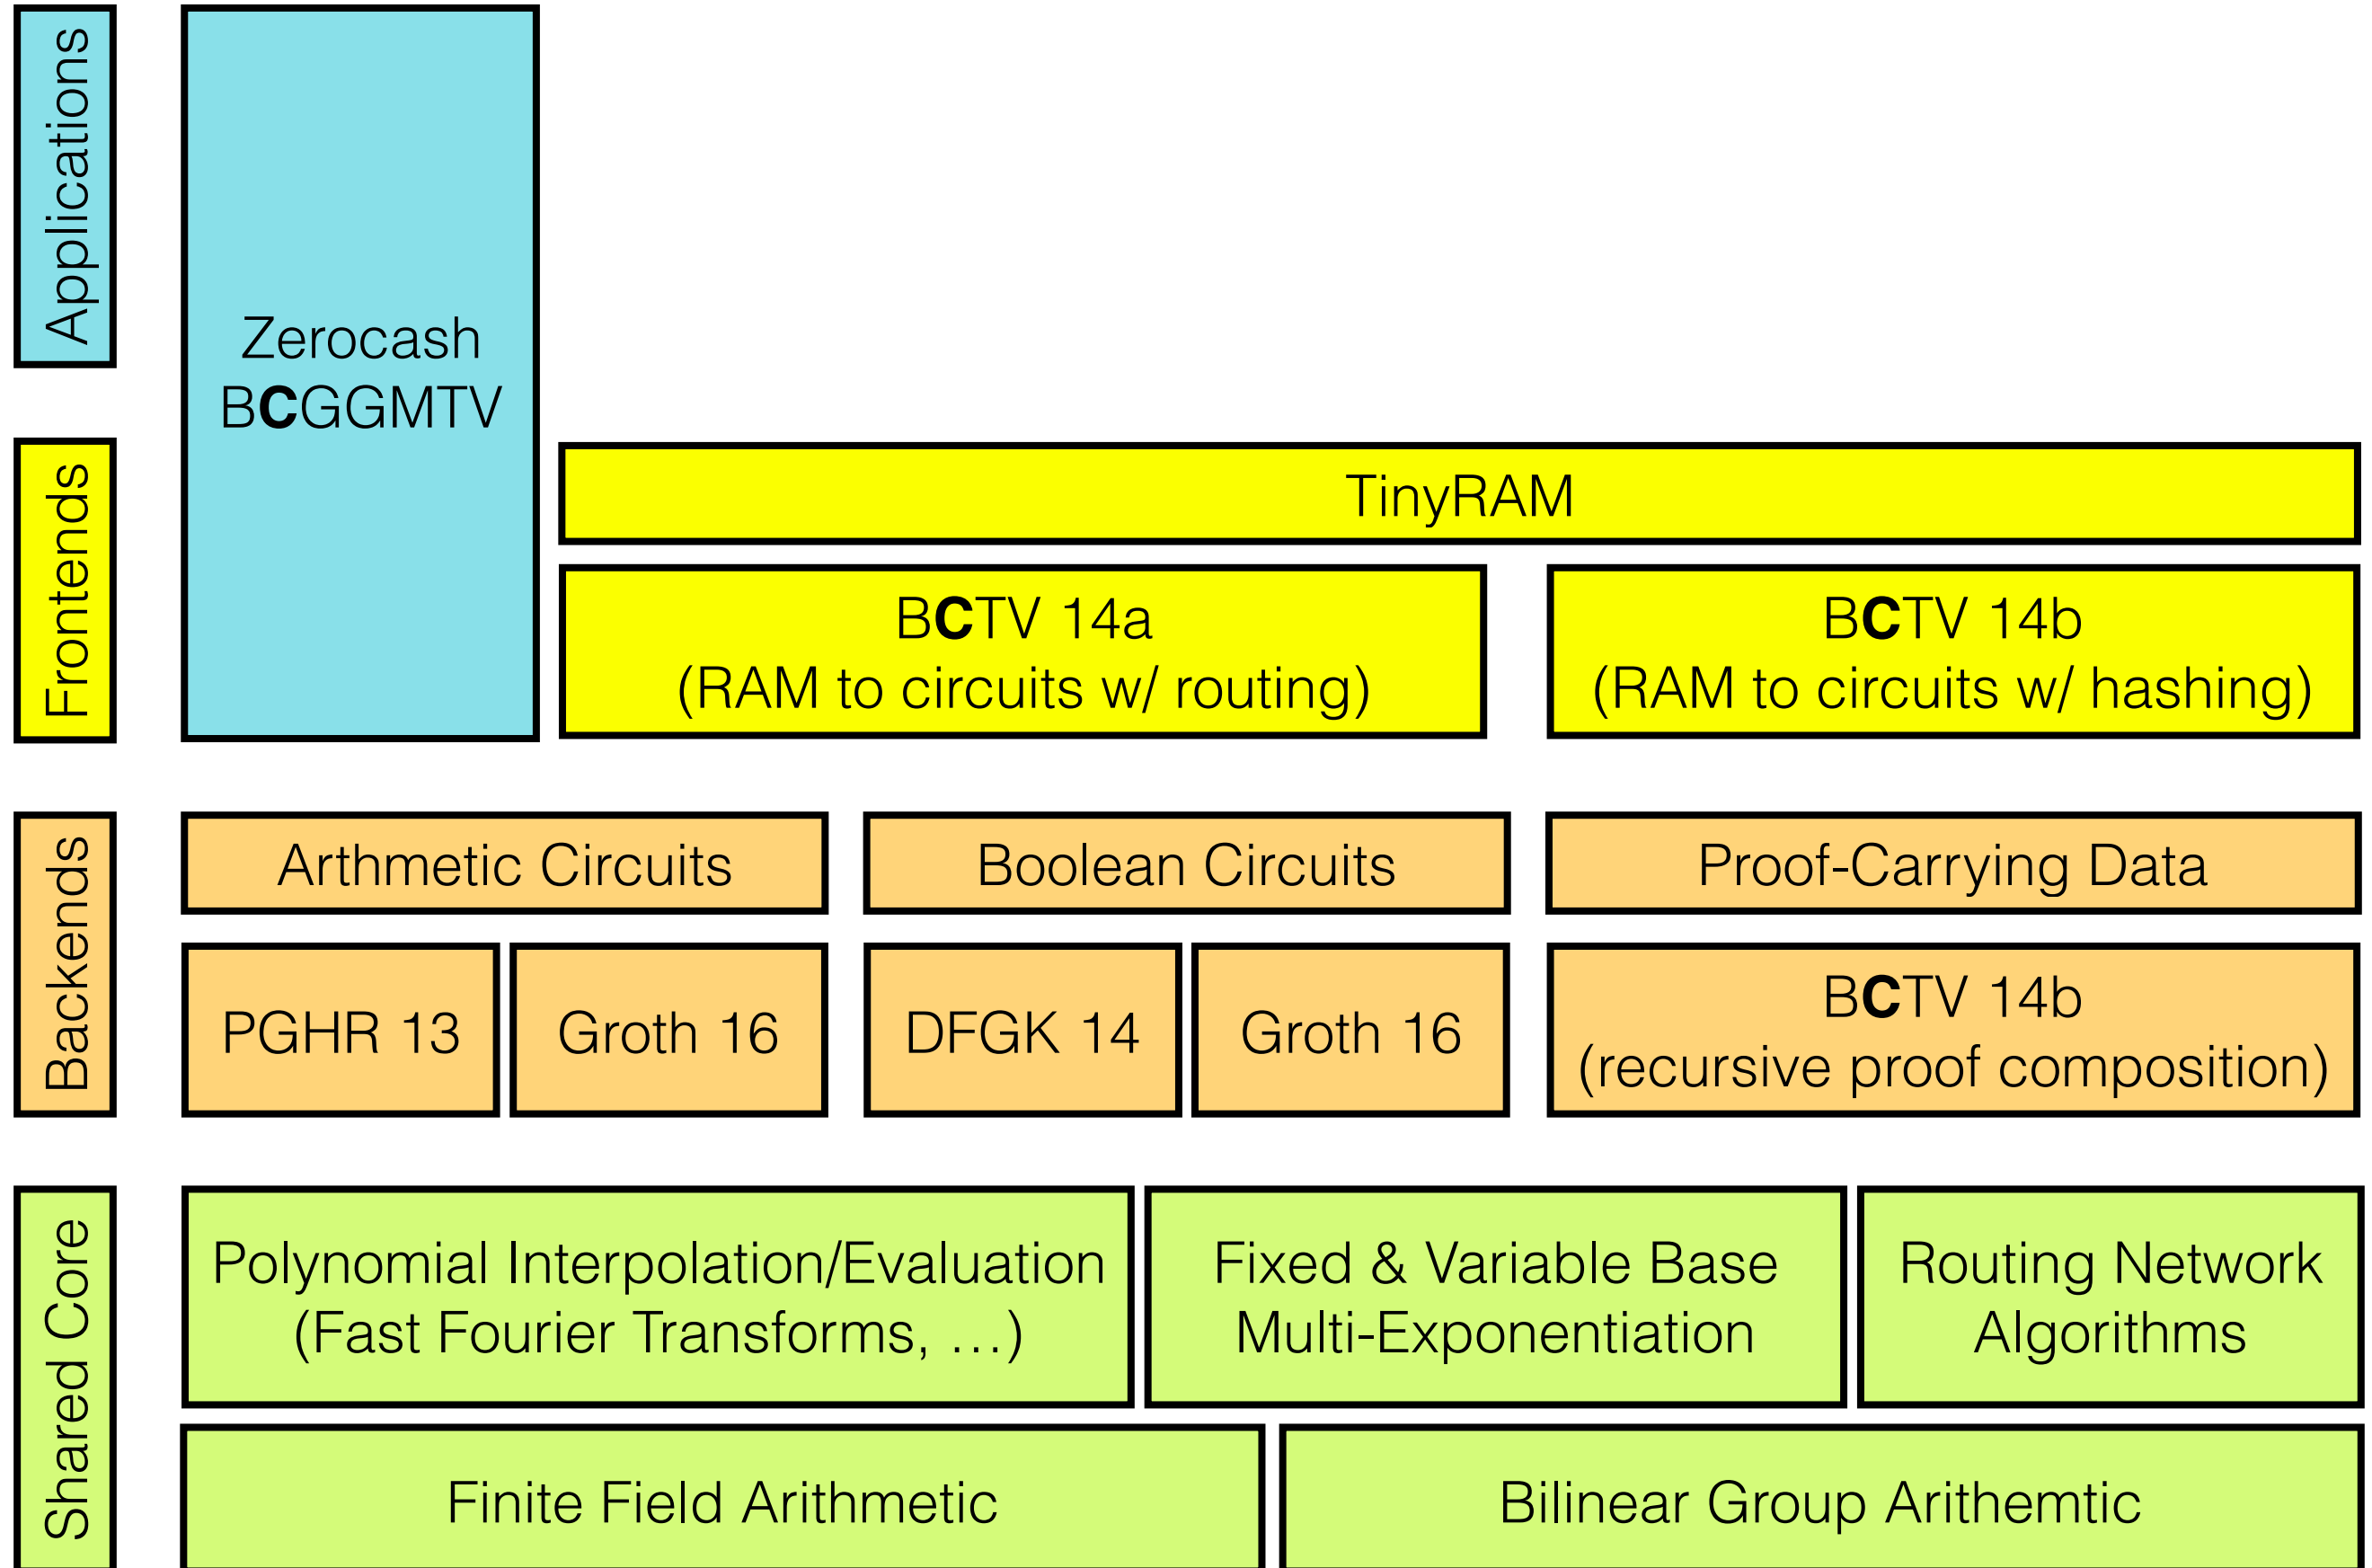 Applications
Zerocash
BCGGMTV
Frontends
TinyRAM
BCTV 14a
(RAM to circuits w/ routing)
BCTV 14b
(RAM to circuits w/ hashing)
Backends
Arthmetic Circuits
Boolean Circuits
Proof-Carrying Data
PGHR 13
Groth 16
DFGK 14
Groth 16
BCTV 14b
(recursive proof composition)
Shared Core
Polynomial Interpolation/Evaluation
(Fast Fourier Transforms, …)
Fixed & Variable Base
Multi-Exponentiation
Routing Network
Algorithms
Finite Field Arithmetic
Bilinear Group Arithemtic